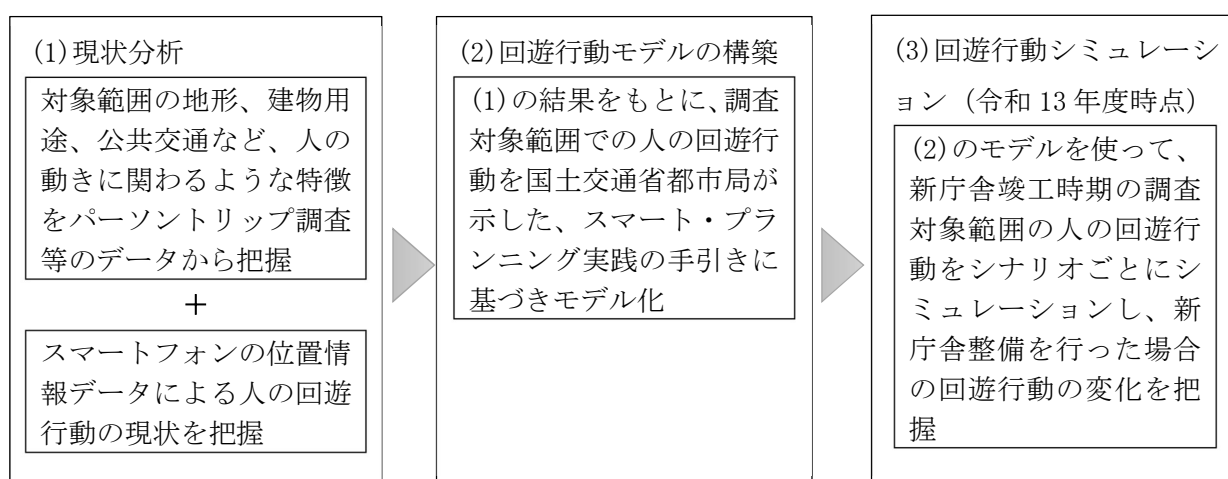 (1)現状分析
対象範囲の地形、建物用
途、公共交通など、人の
動きに関わるような特徴
をパーソントリップ調査
等のデータから把握
＋
スマートフォンの位置情
報データによる人の回遊
行動の現状を把握
(2)回遊行動モデルの構築
(1)の結果をもとに、調査
対象範囲での人の回遊行
動を国土交通省都市局が
示した、スマート・プラ
ンニング実践の手引きに
基づきモデル化
(3)回遊行動シミュレーシ
ョン（令和 13 年度時点）
(2)のモデルを使って、
新庁舎竣工時期の調査
対象範囲の人の回遊行
動をシナリオごとにシ
ミュレーションし、新
庁舎整備を行った場合
の回遊行動の変化を把
握